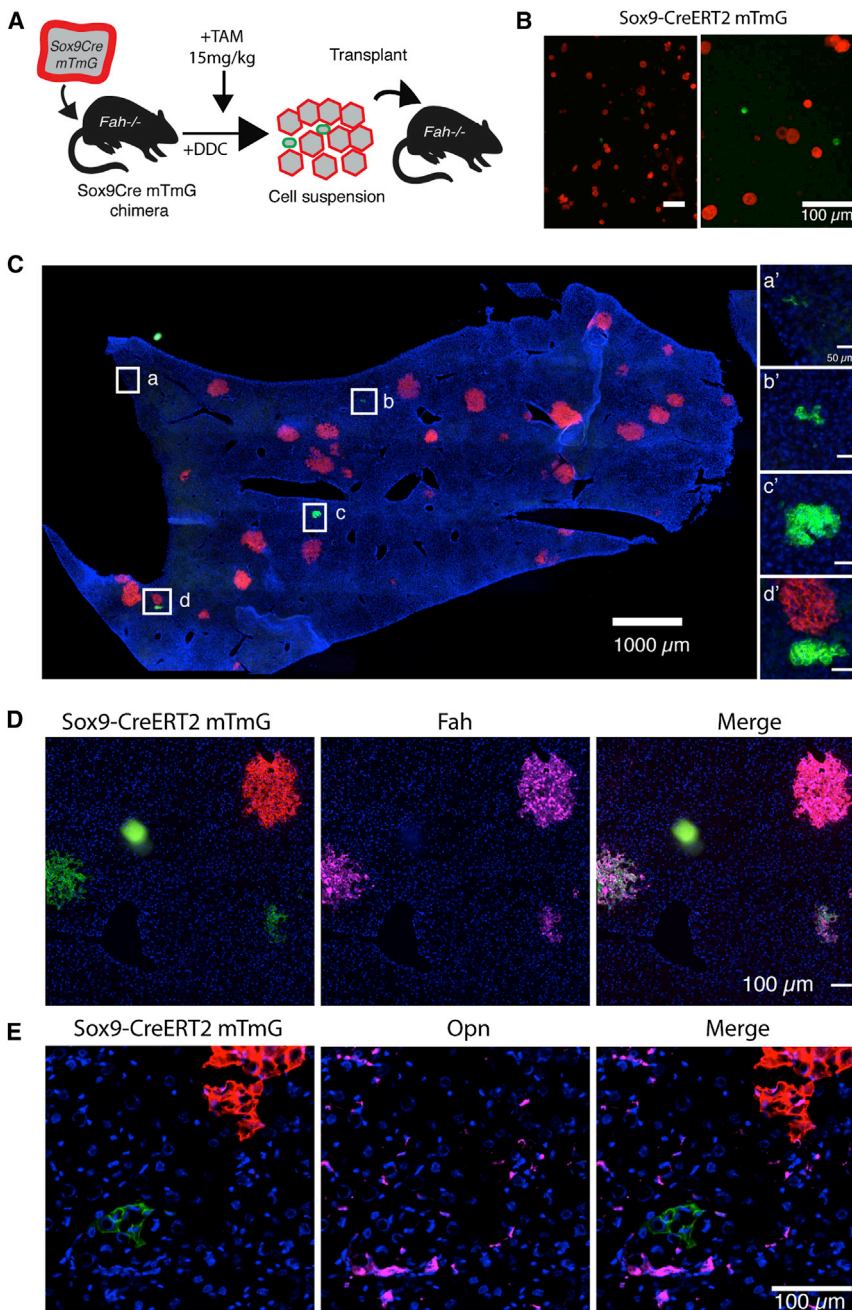 A
Sox9Cre
mTmG
Fah-/-
Sox9Cre mTmG
chimera
+TAM
15mg/kg
+DDC
Cell suspension
Transplant
Fah-/-
B
Sox9-CreERT2 mTmG
100 µm
C
a
b
c
d
1000 µm
a'
50 µm
b'
c'
d'
D
Sox9-CreERT2 mTmG
Fah
Merge
100 µm
E
Sox9-CreERT2 mTmG
Opn
Merge
100 µm